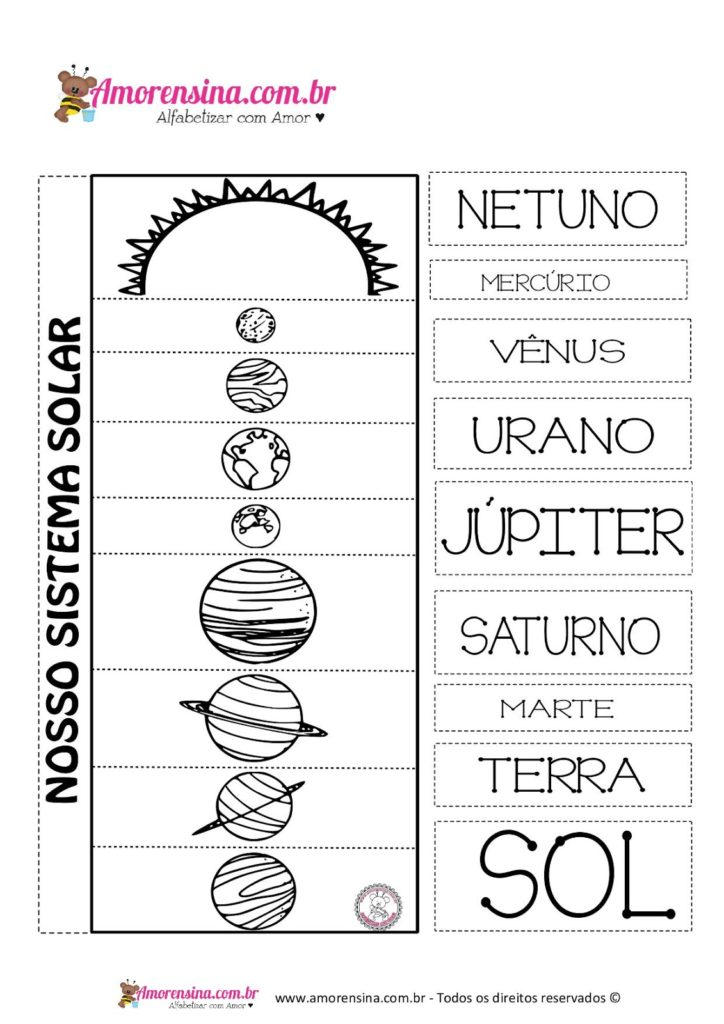 Amorensina.com.br
Alfabetizar com Amor ♥
NOSSO SISTEMA SOLAR
NETUNO
MERCÚRIO
VÊNUS
URANO
JÚPITER
SATURNO
MARTE
TERRA
SOL
Amorensina.com.br
Alfabetizar com Amor ♥
www.amorensina.com.br - Todos os direitos reservados ©